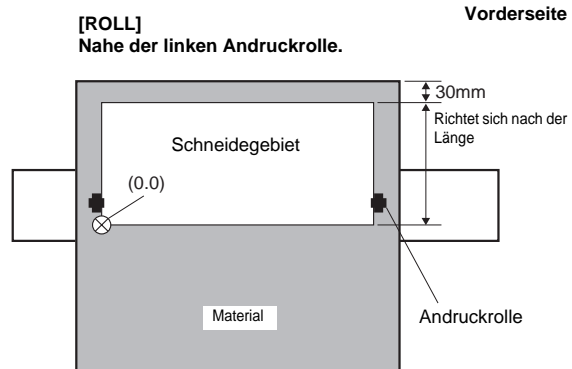 Vorderseite
[ROLL]
Nahe der linken Andruckrolle.
30mm
Richtet sich nach der
Länge
Schneidegebiet
(0.0)
Material
Andruckrolle